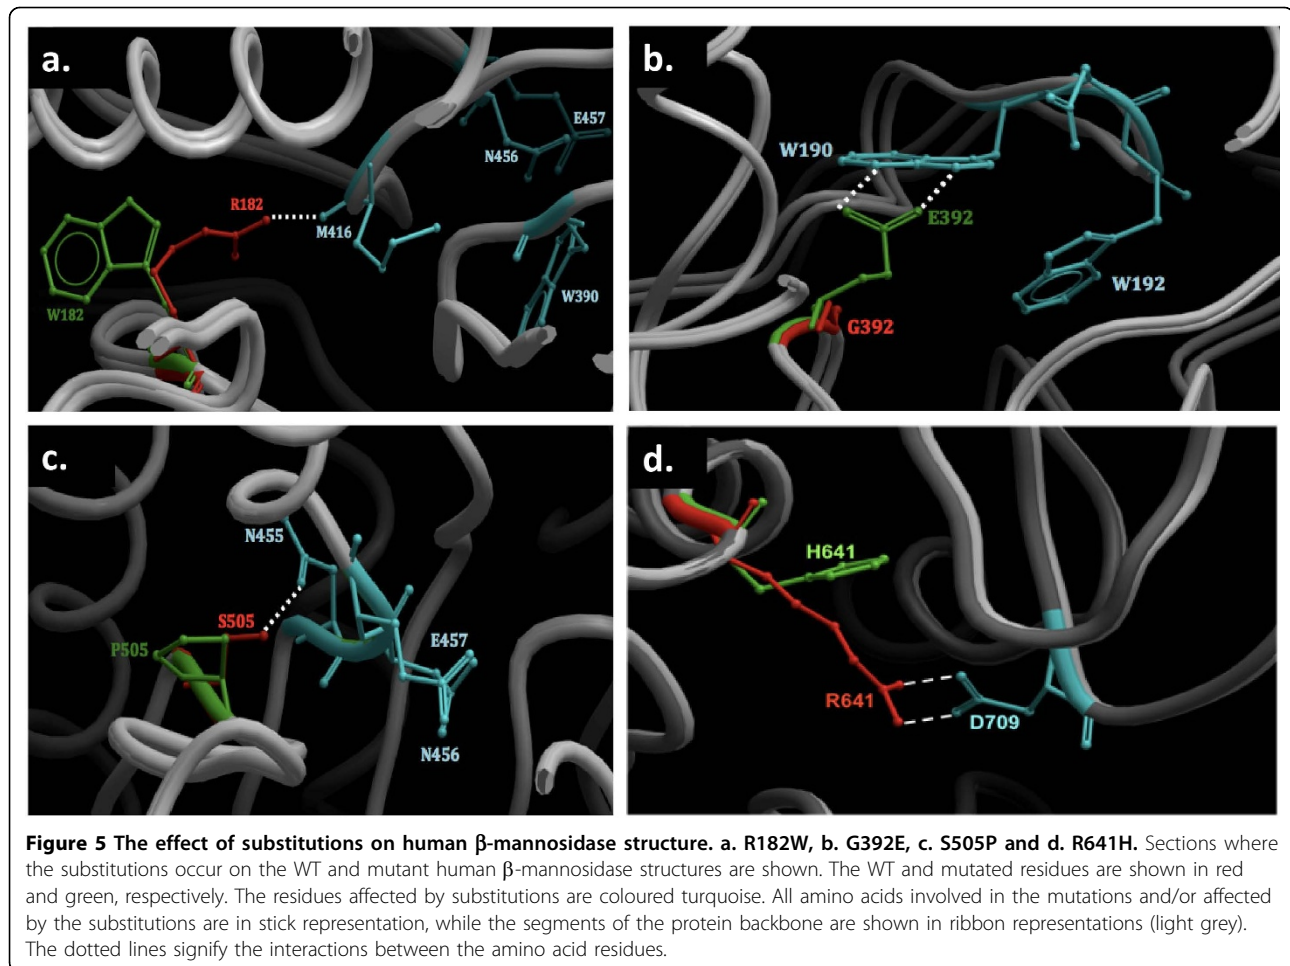 a.
E457
N456
R182
M416
W182
W390
b.
W190
E392
W192
G392
c.
N455
S505
P505
E457
N456
d.
H641
R641
D709
Figure 5 The effect of substitutions on human β-mannosidase structure. a. R182W, b. G392E, c. S505P and d. R641H. Sections where
the substitutions occur on the WT and mutant human β-mannosidase structures are shown. The WT and mutated residues are shown in red
and green, respectively. The residues affected by substitutions are coloured turquoise. All amino acids involved in the mutations and/or affected
by the substitutions are in stick representation, while the segments of the protein backbone are shown in ribbon representations (light grey).
The dotted lines signify the interactions between the amino acid residues.